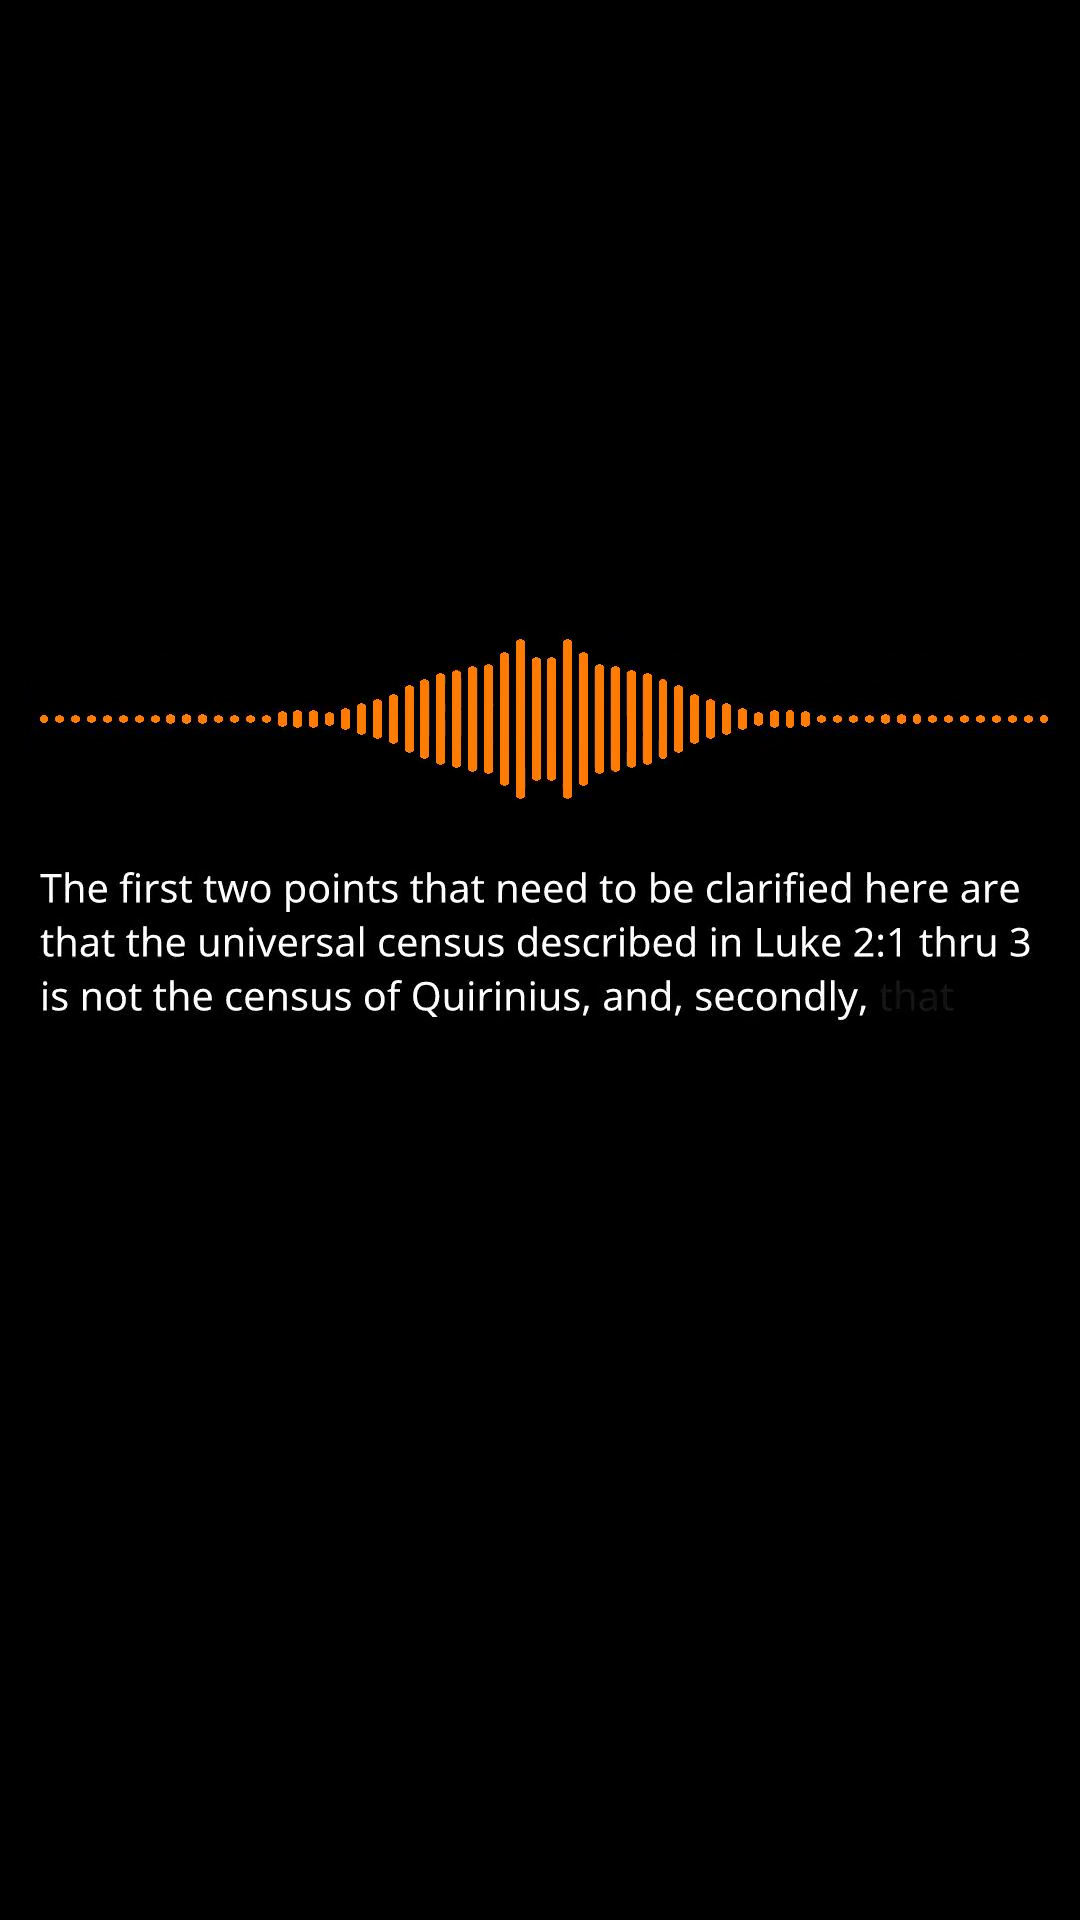 The first two points that need to be clarified here are
that the universal census described in Luke 2:1 thru 3
is not the census of Quirinius, and, secondly, that